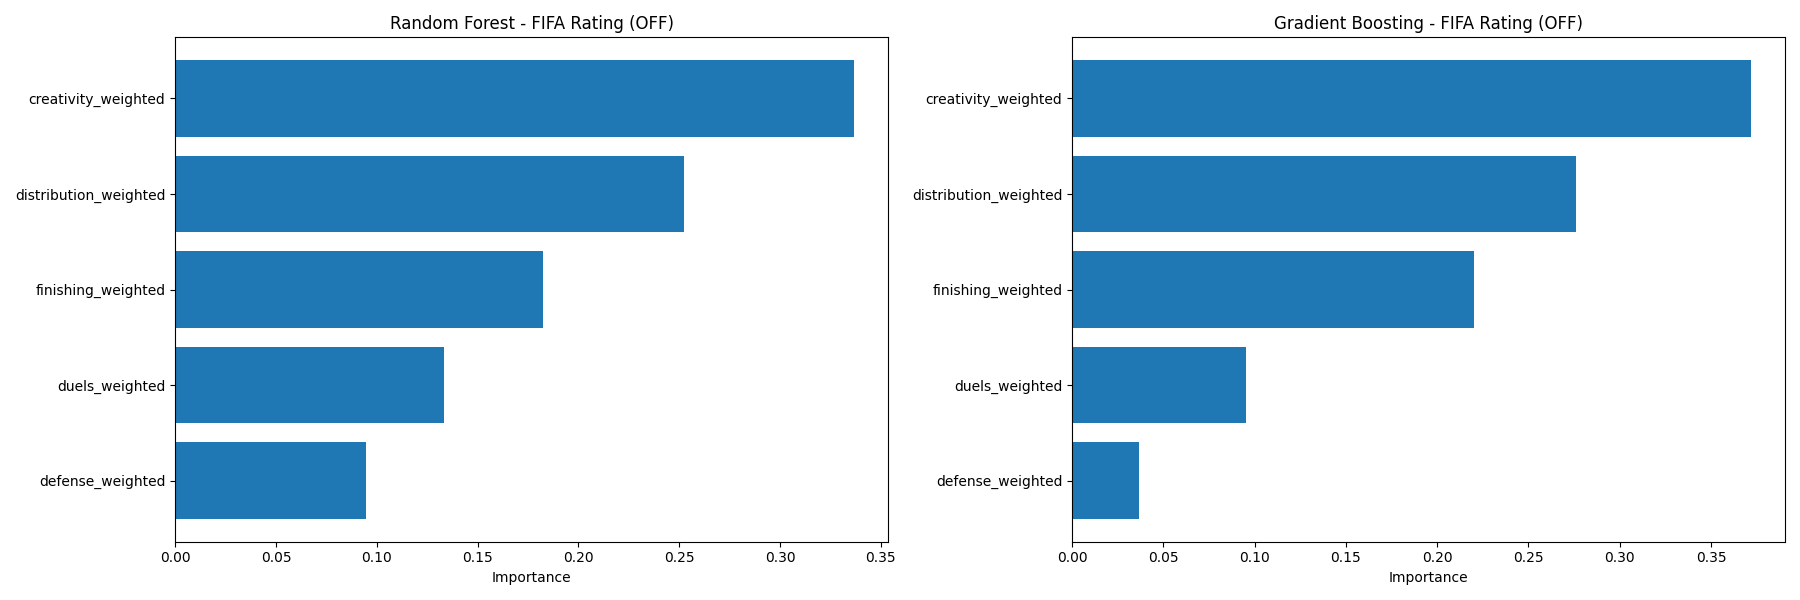 Random Forest - FIFA Rating (OFF)
creativity_weighted
distribution_weighted
finishing_weighted
duels_weighted
defense_weighted
0.00 0.05 0.10 0.15 0.20 0.25 0.30 0.35
Importance
Gradient Boosting - FIFA Rating (OFF)
creativity_weighted
distribution_weighted
finishing_weighted
duels_weighted
defense_weighted
0.00 0.05 0.10 0.15 0.20 0.25 0.30 0.35
Importance